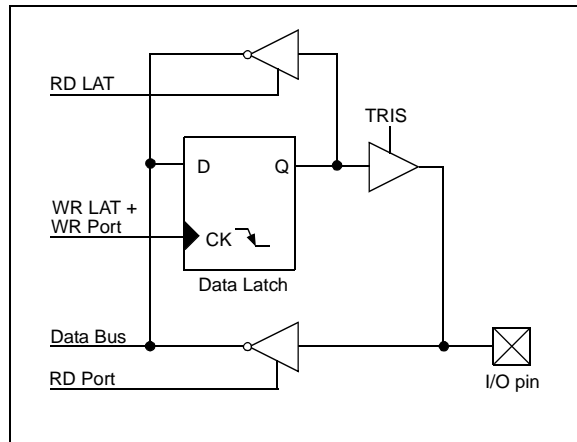 RD LAT
TRIS
D
Q
WR LAT +
WR Port
CK
Data Latch
Data Bus
RD Port
I/O pin